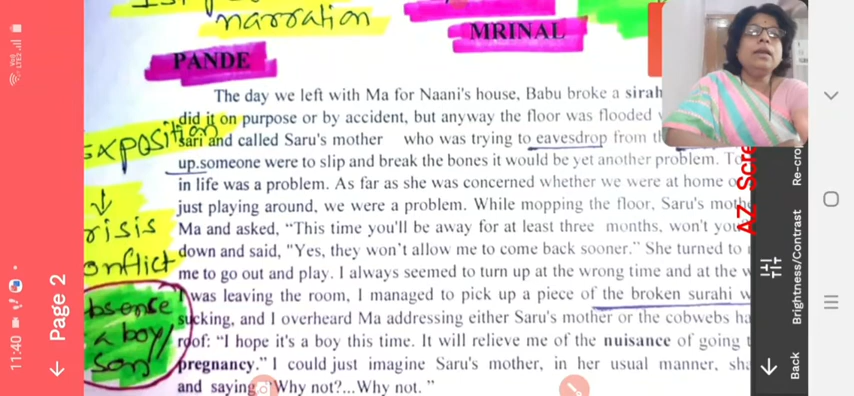 narration
MRINAL
PANDE
The day we left with Ma for Naani's house, Babu broke a sirah
did it on purpose or by accident, but anyway the floor was flooded
sari and called Saru's mother who was trying to eavesdrop from th
up.someone were to slip and break the bones it would be yet another problem. To
in life was a problem. As far as she was concerned whether we were at home o
just playing around, we were a problem. While mopping the floor, Saru's moth
Ma and asked, “This time you'll be away for at least three months, won't you
down and said, "Yes, they won't allow me to come back sooner." She turned to
me to go out and play. I always seemed to turn up at the wrong time and at the w
I was leaving the room, I managed to pick up a piece of the broken surahi w
sucking, and I overheard Ma addressing either Saru's mother or the cobwebs ha
roof: “I hope it's a boy this time. It will relieve me of the nuisance of going t
pregnancy.” I could just imagine Saru's mother, in her usual manner, sha
and saying “Why not?...Why not. ”
Exposition
risis
onflict
bsence
a boy/
son
11:40
Page 2
AZ Scre
Re-cro
Brightness/Contrast
Back